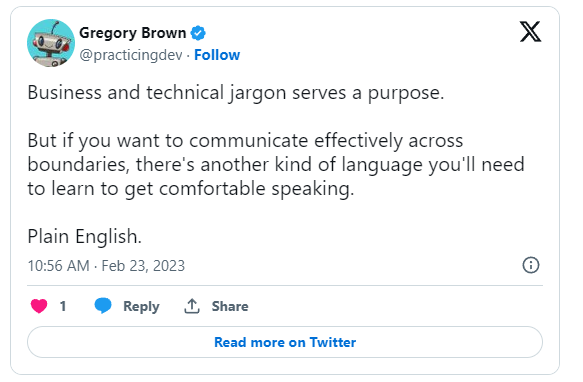 Gregory Brown
@practicingdev · Follow
Business and technical jargon serves a purpose.
But if you want to communicate effectively across
boundaries, there's another kind of language you'll need
to learn to get comfortable speaking.
Plain English.
10:56 AM · Feb 23, 2023
1 Reply Share
Read more on Twitter